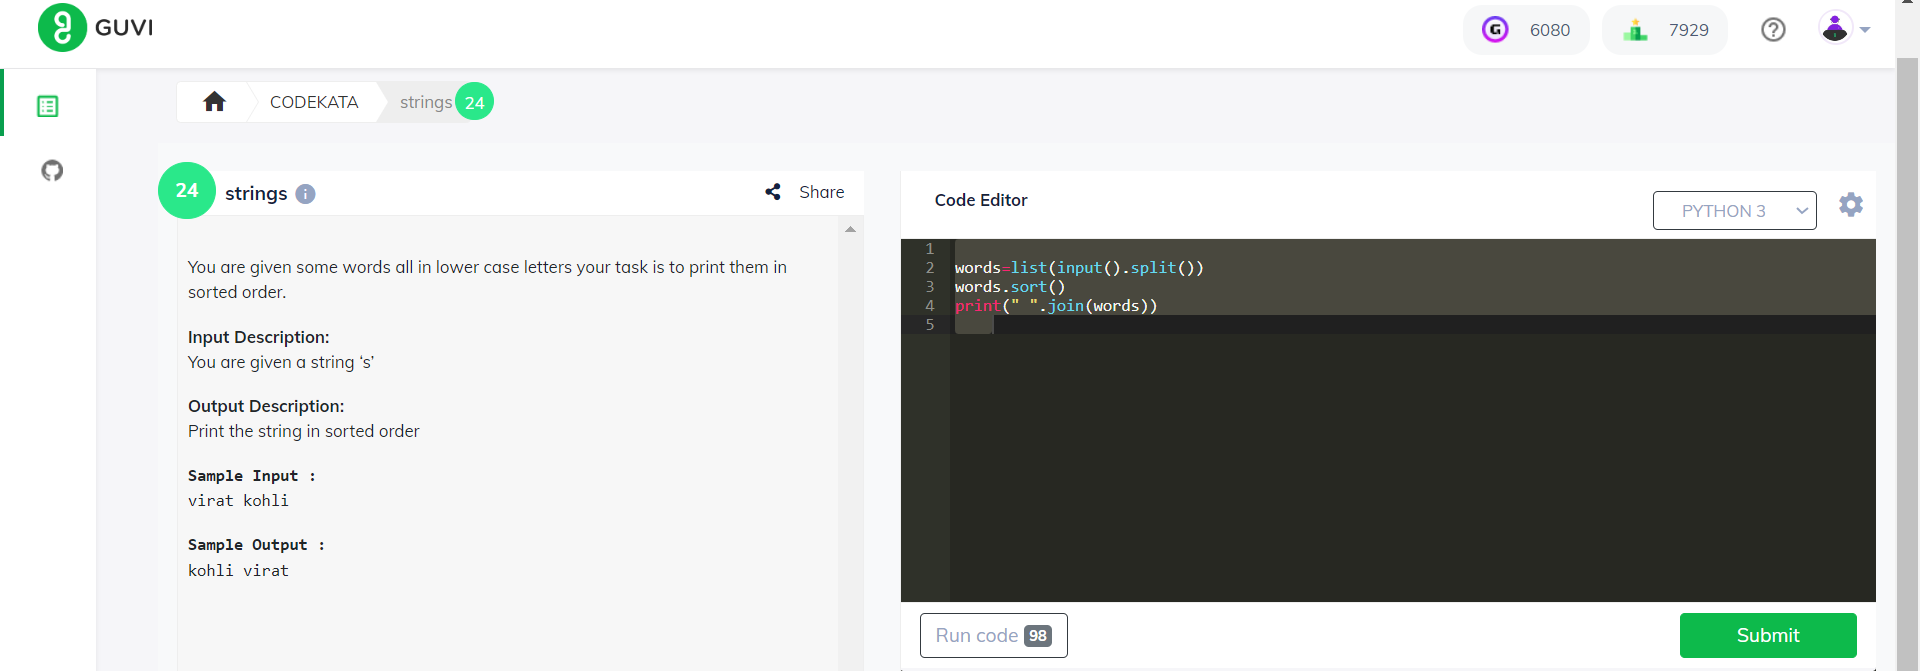 GUVI
6080
7929
CODEKATA
strings 24
24
strings
Share
You are given some words all in lower case letters your task is to print them in
sorted order.
Input Description:
You are given a string ‘s’
Output Description:
Print the string in sorted order
Sample Input :
virat kohli
Sample Output :
kohli virat
Code Editor
PYTHON 3
1
2 words=list(input().split())
3 words.sort()
4 print(" ".join(words))
5
Run code 98
Submit